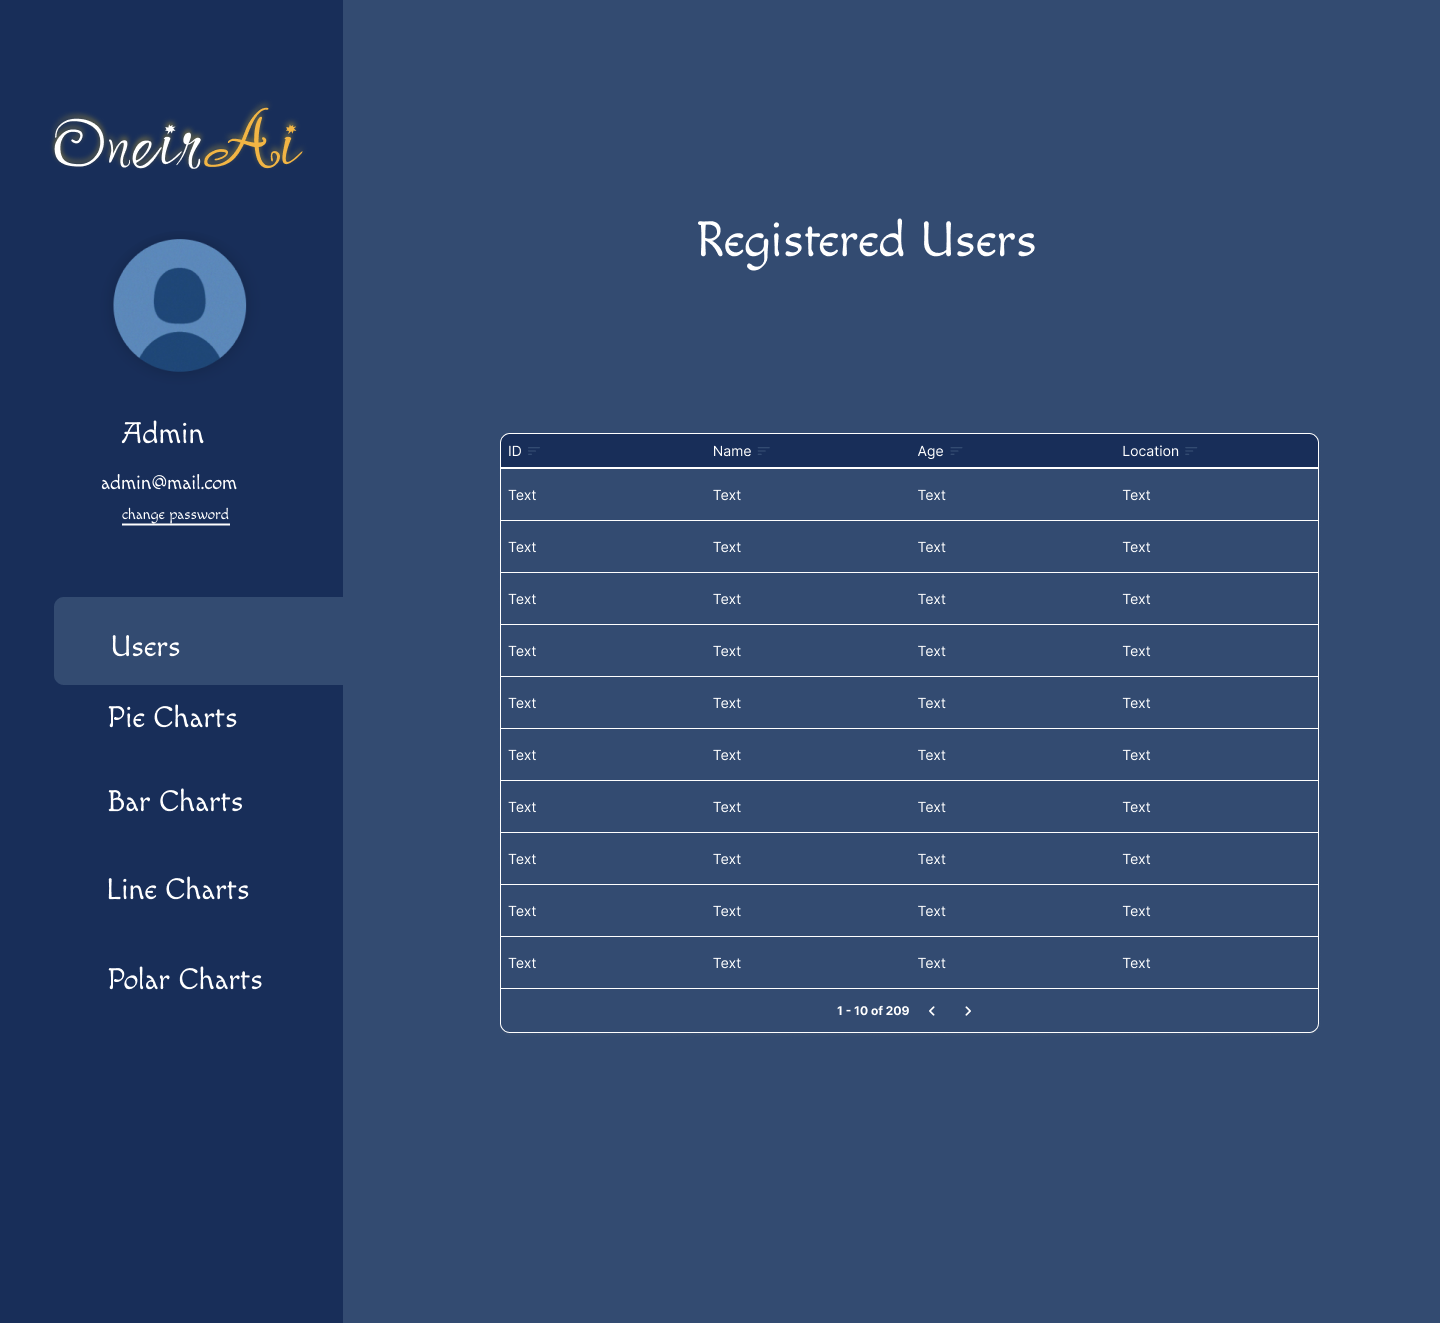 OneirAi
Admin
admin@mail.com
change password
Users
Pie Charts
Bar Charts
Line Charts
Polar Charts
Registered Users
ID Name Age Location
Text Text Text Text
Text Text Text Text
Text Text Text Text
Text Text Text Text
Text Text Text Text
Text Text Text Text
Text Text Text Text
Text Text Text Text
Text Text Text Text
Text Text Text Text
1 - 10 of 209